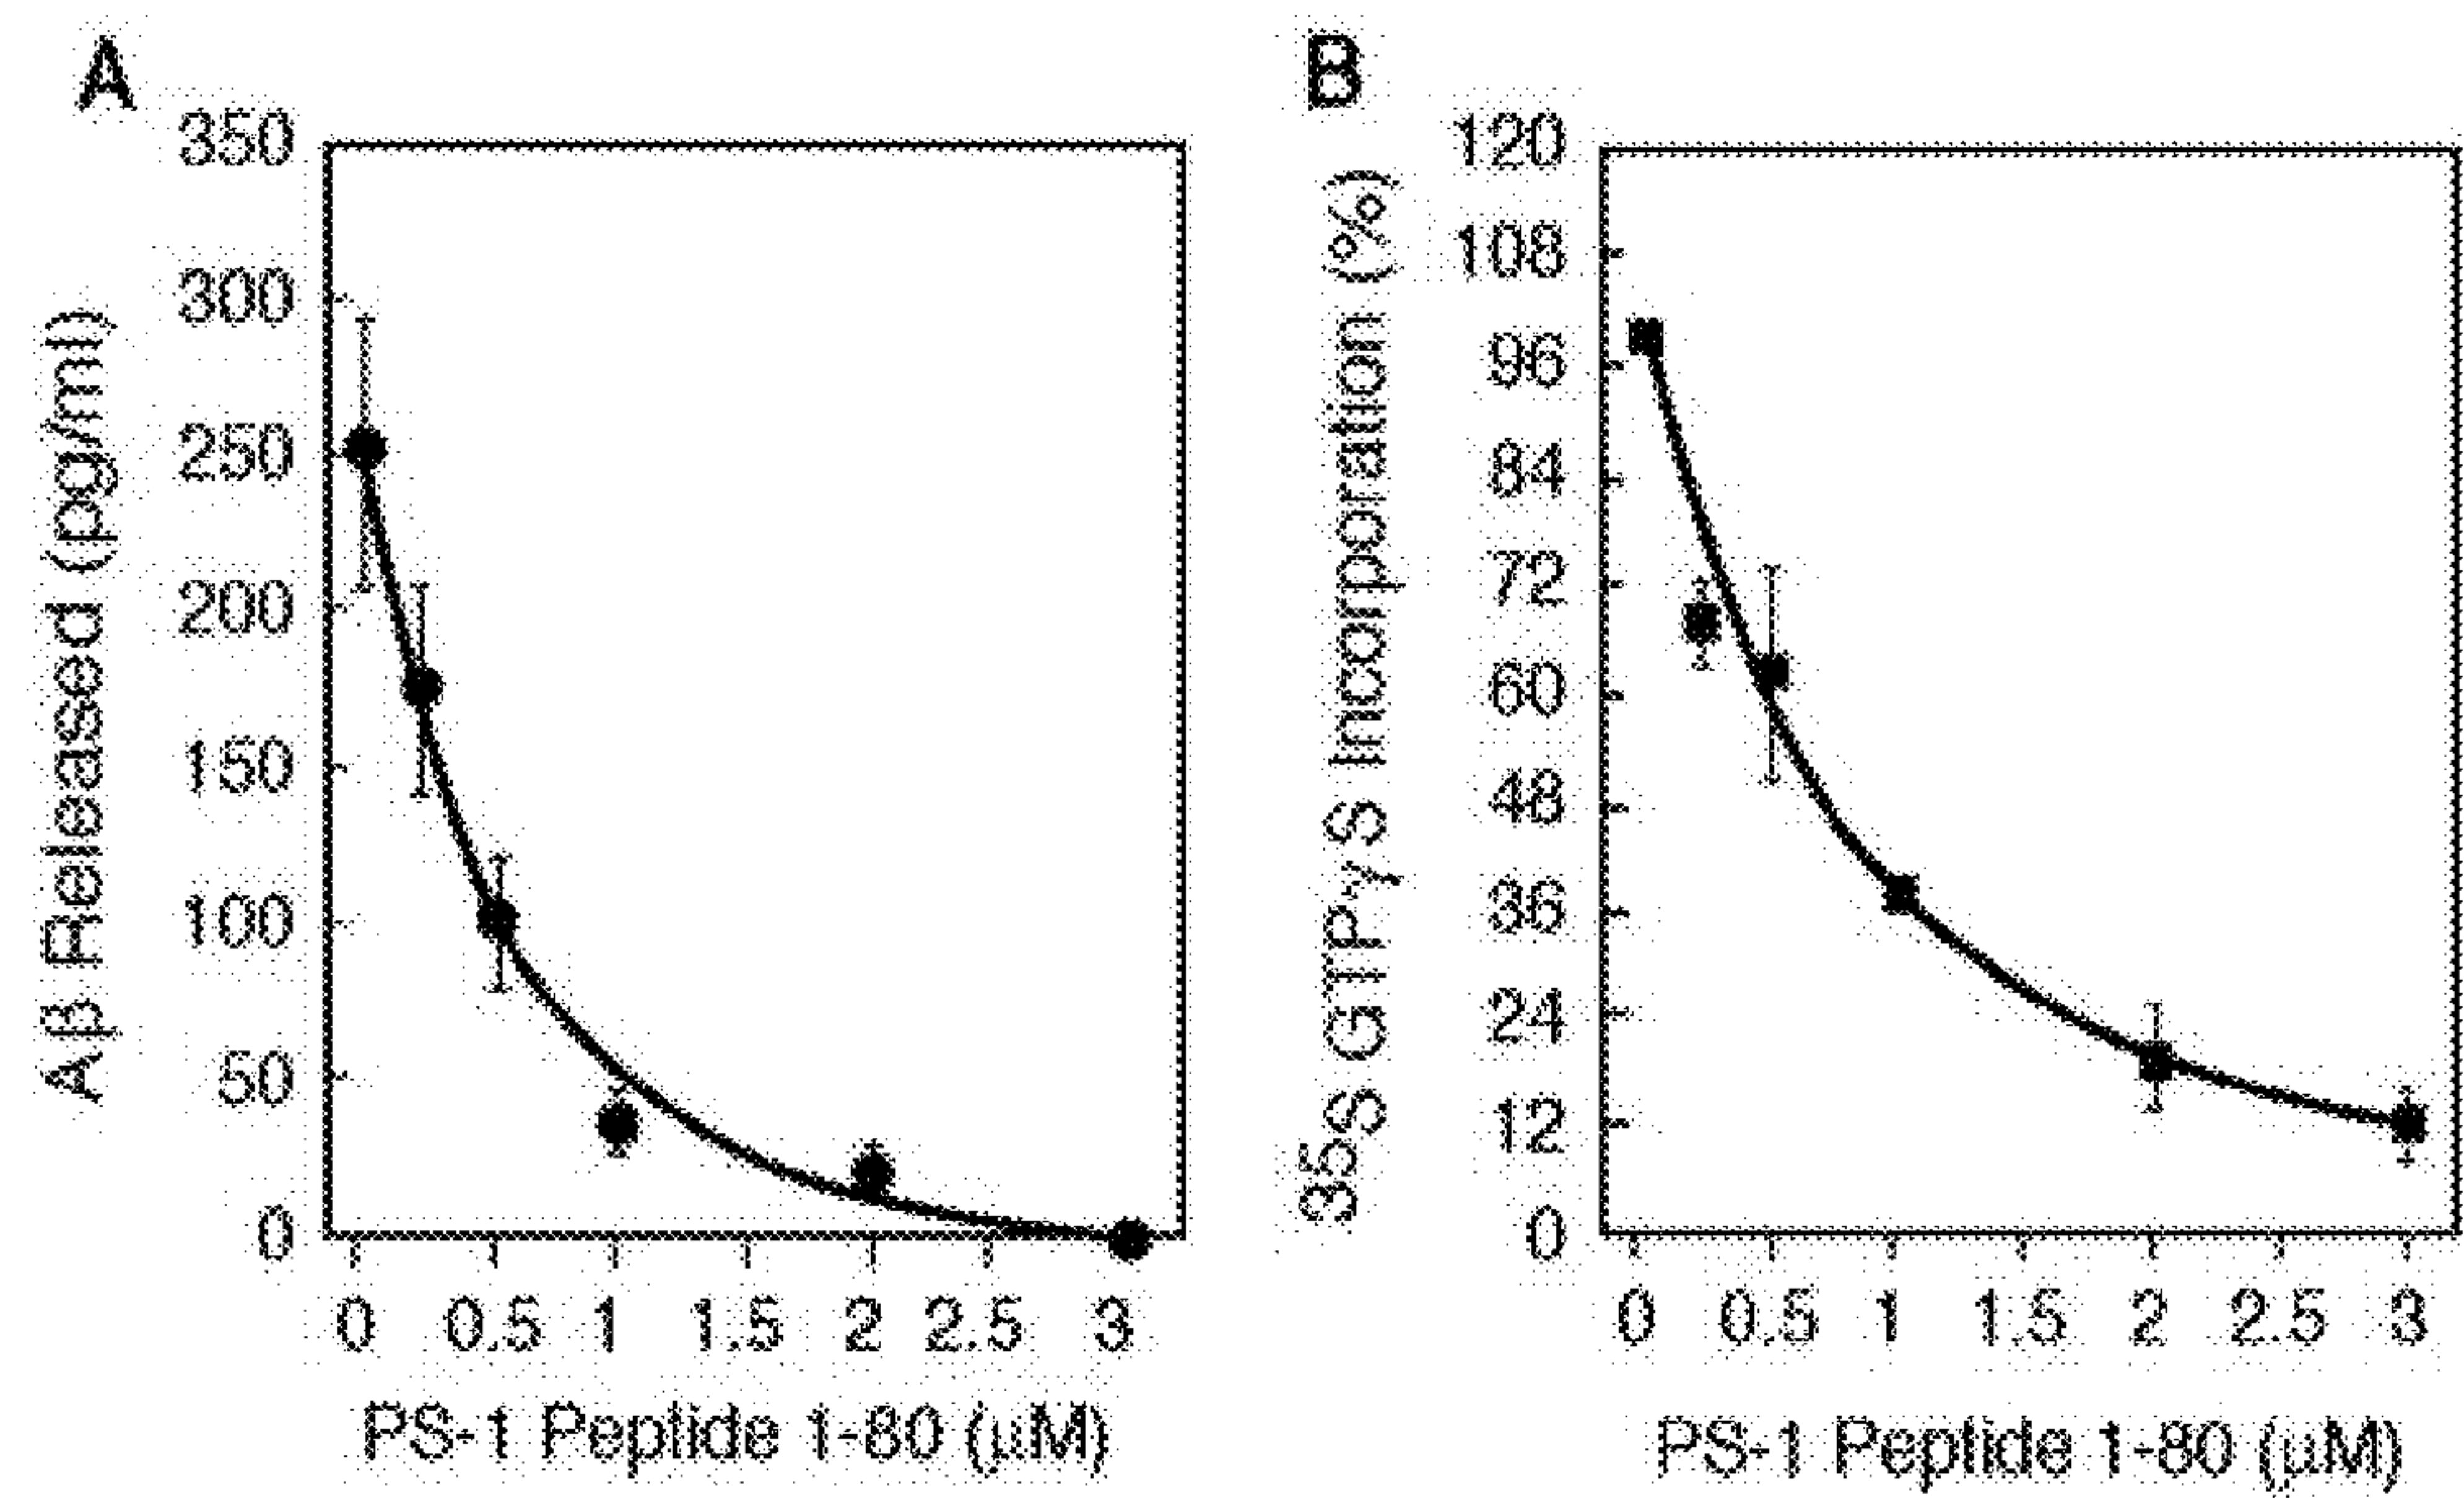 A
350
300
250
200
150
100
50
0
Aβ Released (pg/ml)
0 0.5 1 1.5 2 2.5 3
PS-1 Peptide 1-80 (μM)
B
120
108
96
84
72
60
48
36
24
12
0
35S GTPγS Incorporation (%)
0 0.5 1 1.5 2 2.5 3
PS-1 Peptide 1-80 (μM)